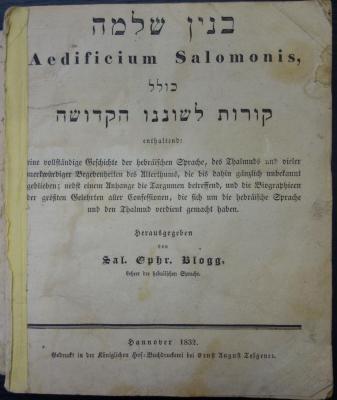 בנין שלמה
Aedificium Salomonis,
כולל
קורות לשוננו הקדושה
enthaltend:
eine vollständige Geschichte der hebräischen Sprache, des Thalmuds und vieler
merkwürdiger Begebenheiten des Alterthums, die bis dahin gänzlich unbekannt
geblieben; nebst einem Anhange die Targumen betreffend, und die Biographieen
der größten Gelehrten aller Confessionen, die sich um die hebräische Sprache
und den Thalmud verdient gemacht haben.
Herausgegeben
von
Sal. Ephr. Blogg,
Lehrer der hebräischen Sprache.
Hannover 1832.
Gedruckt in der Königlichen Hof-Buchdruckerei bei Ernst August Telgener.